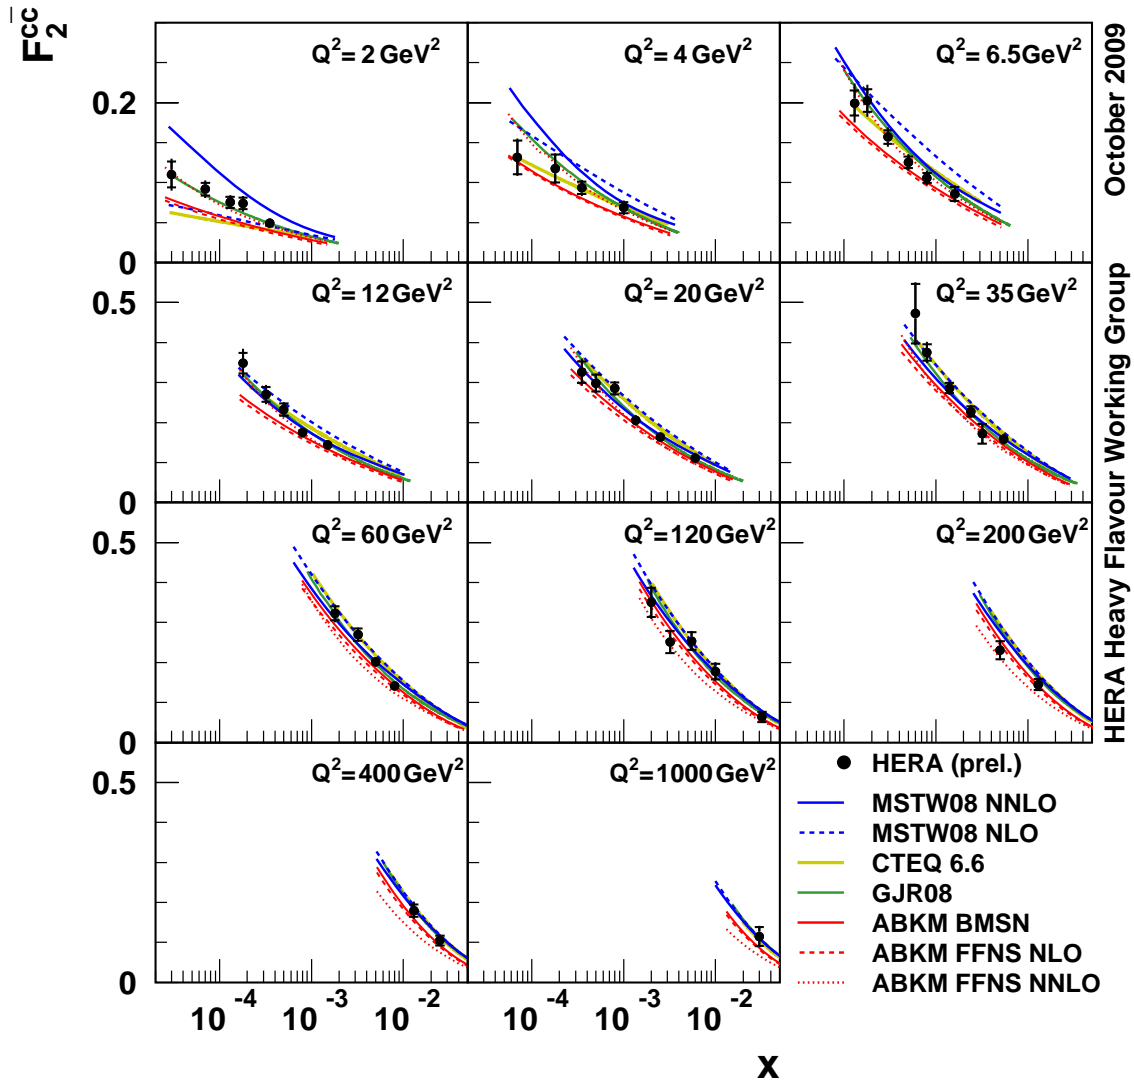 F₂^cc̄
Q²= 2 GeV²
Q²= 4 GeV²
Q²= 6.5 GeV²
0.2
0
Q²= 12 GeV²
Q²= 20 GeV²
Q²= 35 GeV²
0.5
0
Q²= 60 GeV²
Q²= 120 GeV²
Q²= 200 GeV²
0.5
0
Q²= 400 GeV²
Q²= 1000 GeV²
0.5
0
10⁻⁴ 10⁻³ 10⁻² 10⁻⁴ 10⁻³ 10⁻²
x
HERA (prel.)
MSTW08 NNLO
MSTW08 NLO
CTEQ 6.6
GJR08
ABKM BMSN
ABKM FFNS NLO
ABKM FFNS NNLO
HERA Heavy Flavour Working Group October 2009